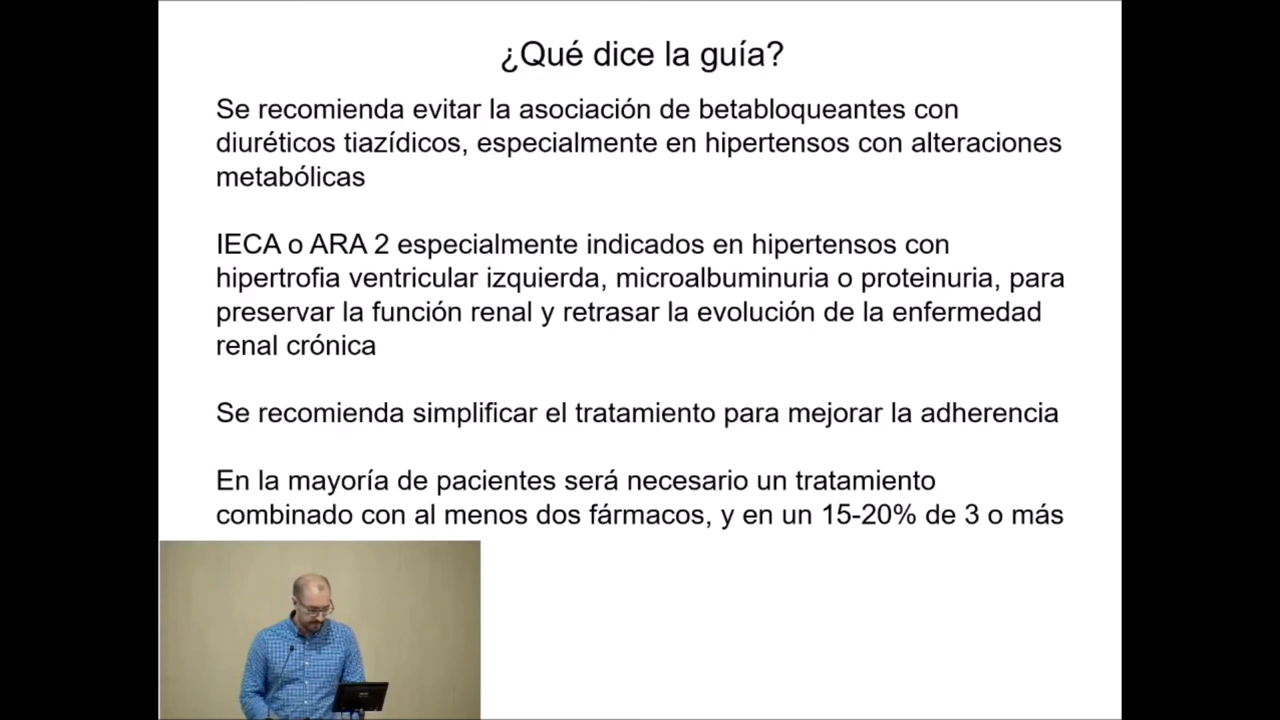 ¿Qué dice la guía?
Se recomienda evitar la asociación de betabloqueantes con
diuréticos tiazídicos, especialmente en hipertensos con alteraciones
metabólicas
IECA o ARA 2 especialmente indicados en hipertensos con
hipertrofia ventricular izquierda, microalbuminuria o proteinuria, para
preservar la función renal y retrasar la evolución de la enfermedad
renal crónica
Se recomienda simplificar el tratamiento para mejorar la adherencia
En la mayoría de pacientes será necesario un tratamiento
combinado con al menos dos fármacos, y en un 15-20% de 3 o más